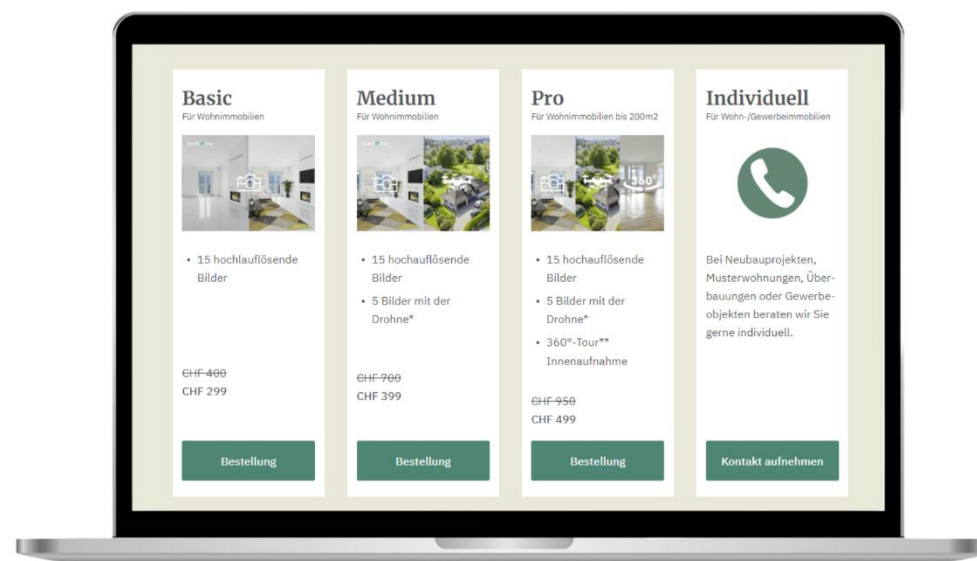 Basic
Für Wohnimmobilien
15 hochlauflösende
Bilder
CHF 400
CHF 299
Bestellung
Medium
Für Wohnimmobilien
15 hochauflösende
Bilder
5 Bilder mit der
Drohne*
CHF 700
CHF 399
Bestellung
Pro
Für Wohnimmobilien bis 200m2
360°
15 hochauflösende
Bilder
5 Bilder mit der
Drohne*
360°-Tour**
Innenaufnahme
CHF 950
CHF 499
Bestellung
Individuell
Für Wohn-/Gewerbeimmobilien
Bei Neubauprojekten,
Musterwohnungen, Über-
bauungen oder Gewerbe-
objekten beraten wir Sie
gerne individuell.
Kontakt aufnehmen